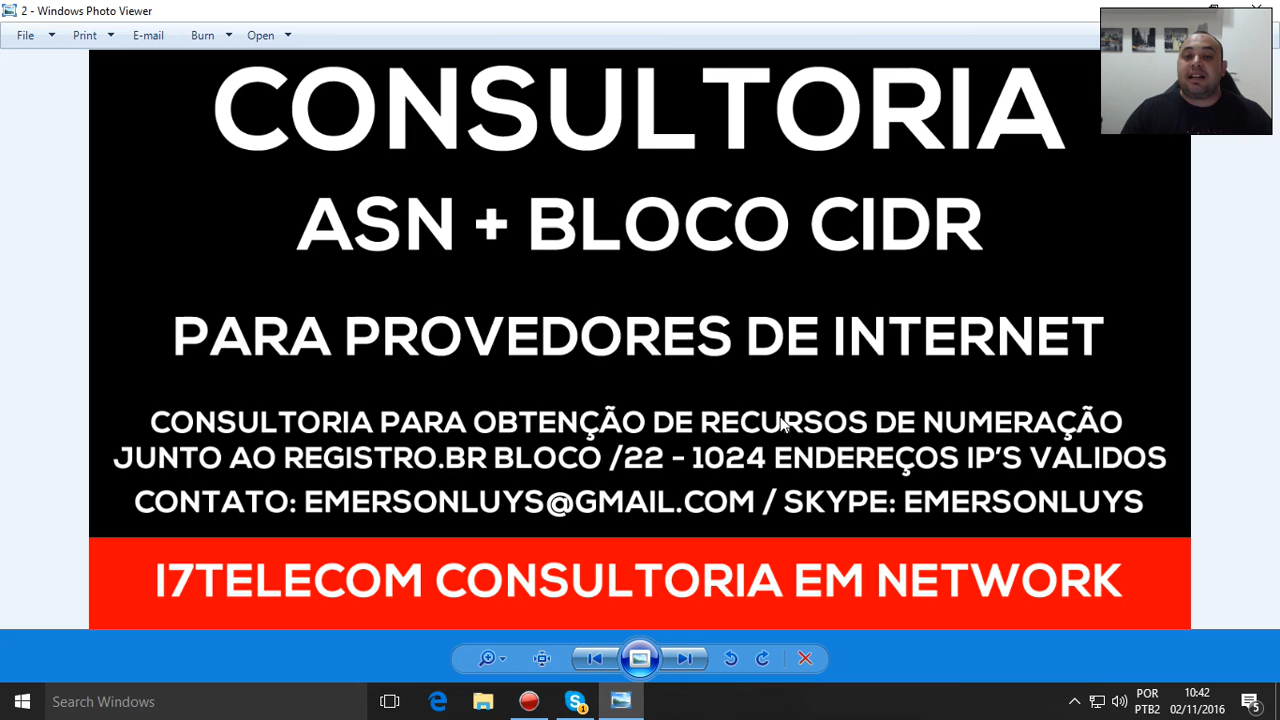 2 - Windows Photo Viewer
File Print E-mail Burn Open
CONSULTORIA
ASN + BLOCO CIDR
PARA PROVEDORES DE INTERNET
CONSULTORIA PARA OBTENÇÃO DE RECURSOS DE NUMERAÇÃO
JUNTO AO REGISTRO.BR BLOCO /22 - 1024 ENDEREÇOS IP'S VALIDOS
CONTATO: EMERSONLUYS@GMAIL.COM / SKYPE: EMERSONLUYS
I7TELECOM CONSULTORIA EM NETWORK
Search Windows
1
POR
PTB2
10:42
02/11/2016
5